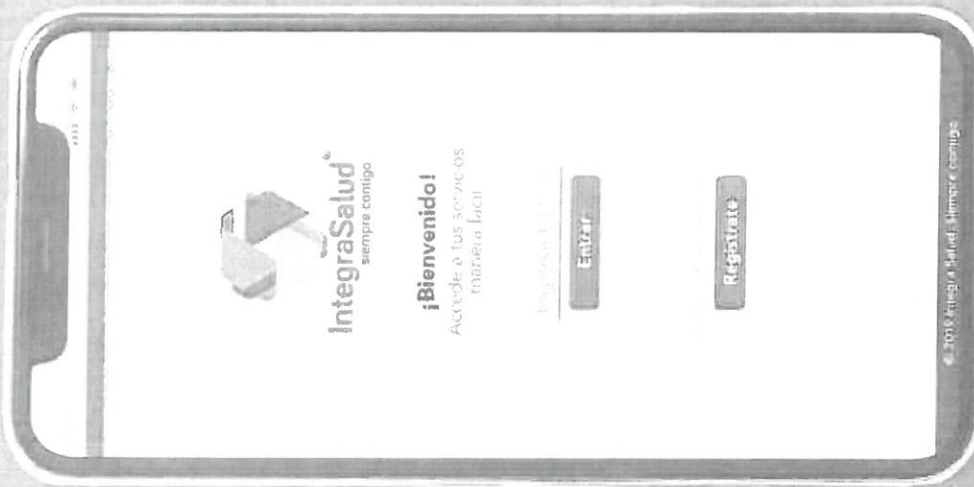 IntegraSalud®
siempre contigo
¡Bienvenido!
Accede a tus servicios
manera fácil
Entrar
Regístrate
© 2019 Integra Salud. Siempre contigo